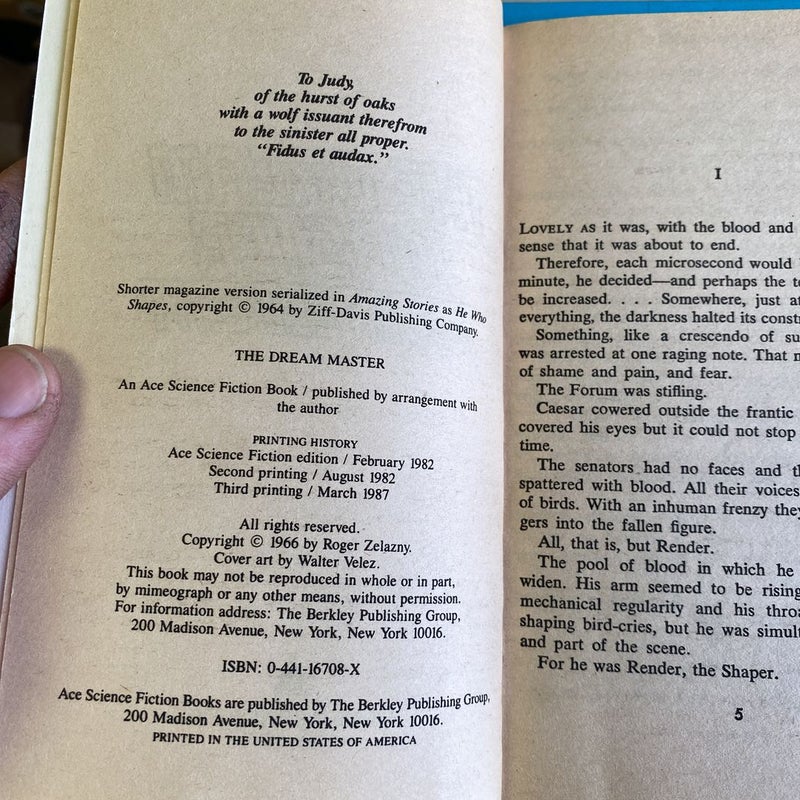 To Judy,
of the hurst of oaks
with a wolf issuant therefrom
to the sinister all proper.
"Fidus et audax."
Shorter magazine version serialized in Amazing Stories as He Who
Shapes, copyright © 1964 by Ziff-Davis Publishing Company.
THE DREAM MASTER
An Ace Science Fiction Book / published by arrangement with
the author
PRINTING HISTORY
Ace Science Fiction edition / February 1982
Second printing / August 1982
Third printing / March 1987
All rights reserved.
Copyright © 1966 by Roger Zelazny.
Cover art by Walter Velez.
This book may not be reproduced in whole or in part,
by mimeograph or any other means, without permission.
For information address: The Berkley Publishing Group,
200 Madison Avenue, New York, New York 10016.
ISBN: 0-441-16708-X
Ace Science Fiction Books are published by The Berkley Publishing Group,
200 Madison Avenue, New York, New York 10016.
PRINTED IN THE UNITED STATES OF AMERICA
I
LOVELY AS it was, with the blood and
sense that it was about to end.
Therefore, each microsecond would
minute, he decided—and perhaps the
be increased. . . . Somewhere, just
everything, the darkness halted its
Something, like a crescendo of
was arrested at one raging note. That
of shame and pain, and fear.
The Forum was stifling.
Caesar cowered outside the frantic
covered his eyes but it could not stop
time.
The senators had no faces and
spattered with blood. All their voices
of birds. With an inhuman frenzy they
gers into the fallen figure.
All, that is, but Render.
The pool of blood in which he
widen. His arm seemed to be rising
mechanical regularity and his
shaping bird-cries, but he was
and part of the scene.
For he was Render, the Shaper.
5